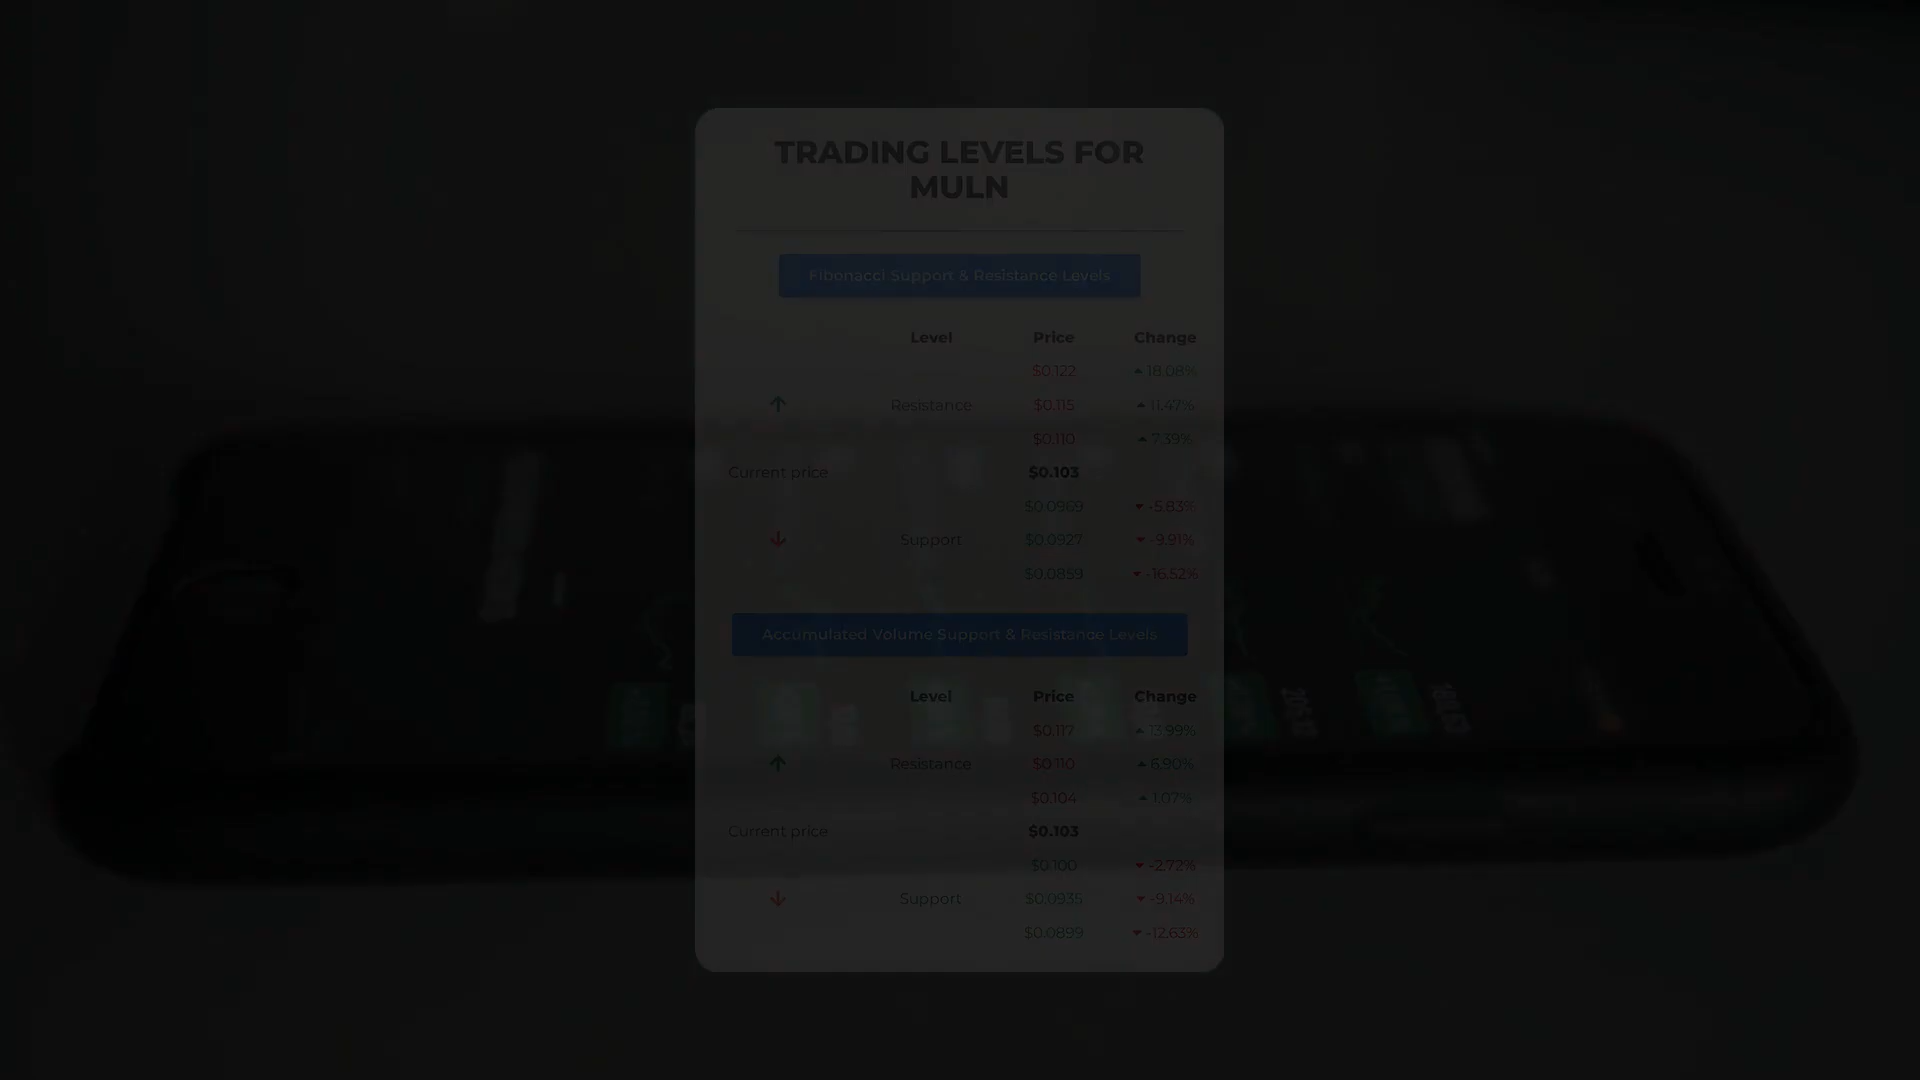 TRADING LEVELS FOR
MULN
Fibonacci Support & Resistance Levels
Level Price Change
$0.122 18.08%
Resistance $0.115 11.47%
$0.110 7.39%
Current price $0.103
$0.0969 -5.83%
Support $0.0927 -9.91%
$0.0859 -16.52%
Accumulated Volume Support & Resistance Levels
Level Price Change
$0.117 13.99%
Resistance $0.110 6.90%
$0.104 1.07%
Current price $0.103
$0.100 -2.72%
Support $0.0935 -9.14%
$0.0899 -12.63%